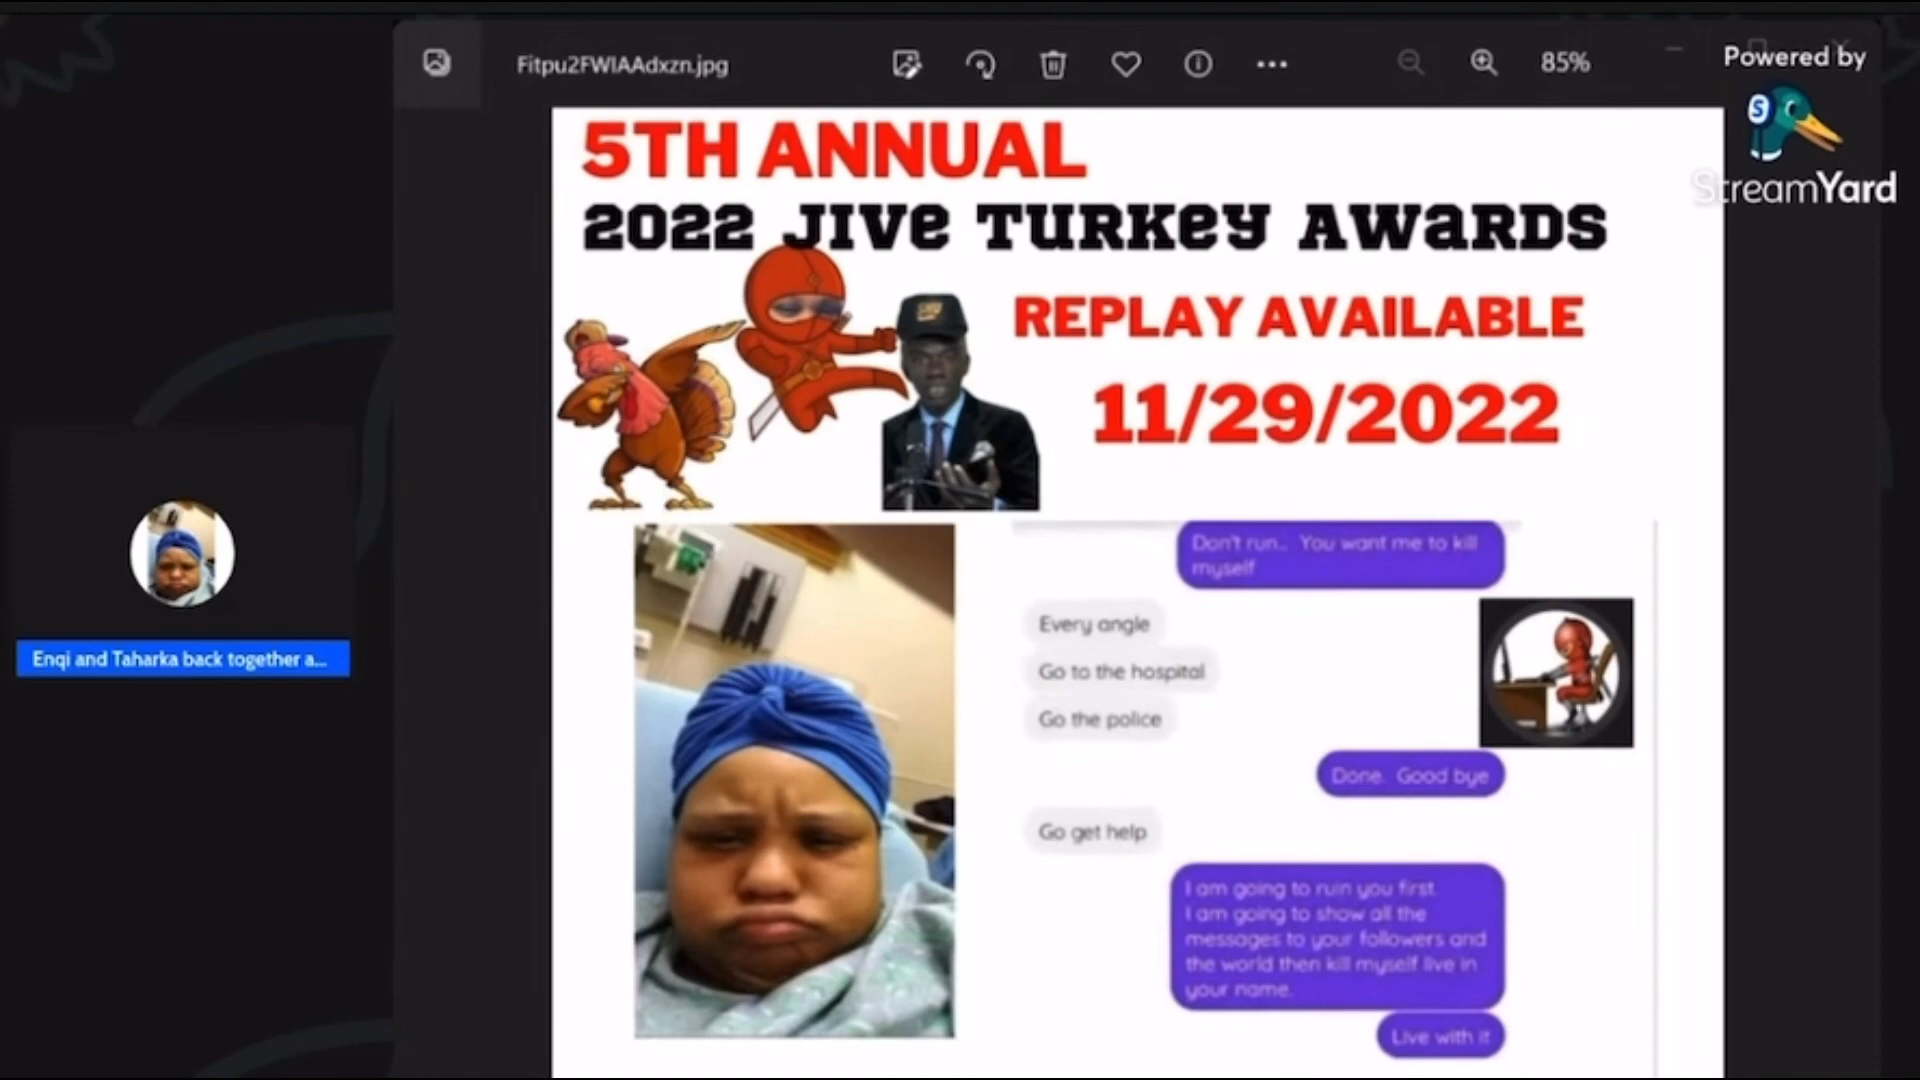 Fitpu2FWIAAdxzn.jpg
85%
Powered by
StreamYard
5TH ANNUAL
2022 JIVe TURKeY AWaRDS
REPLAY AVAILABLE
11/29/2022
Don't run.. You want me to kill
myself
Every angle
Go to the hospital
Go the police
Done. Good bye
Go get help
I am going to ruin you first.
I am going to show all the
messages to your followers and
the world then kill myself live in
your name.
Live with it
Enqi and Taharka back together a...